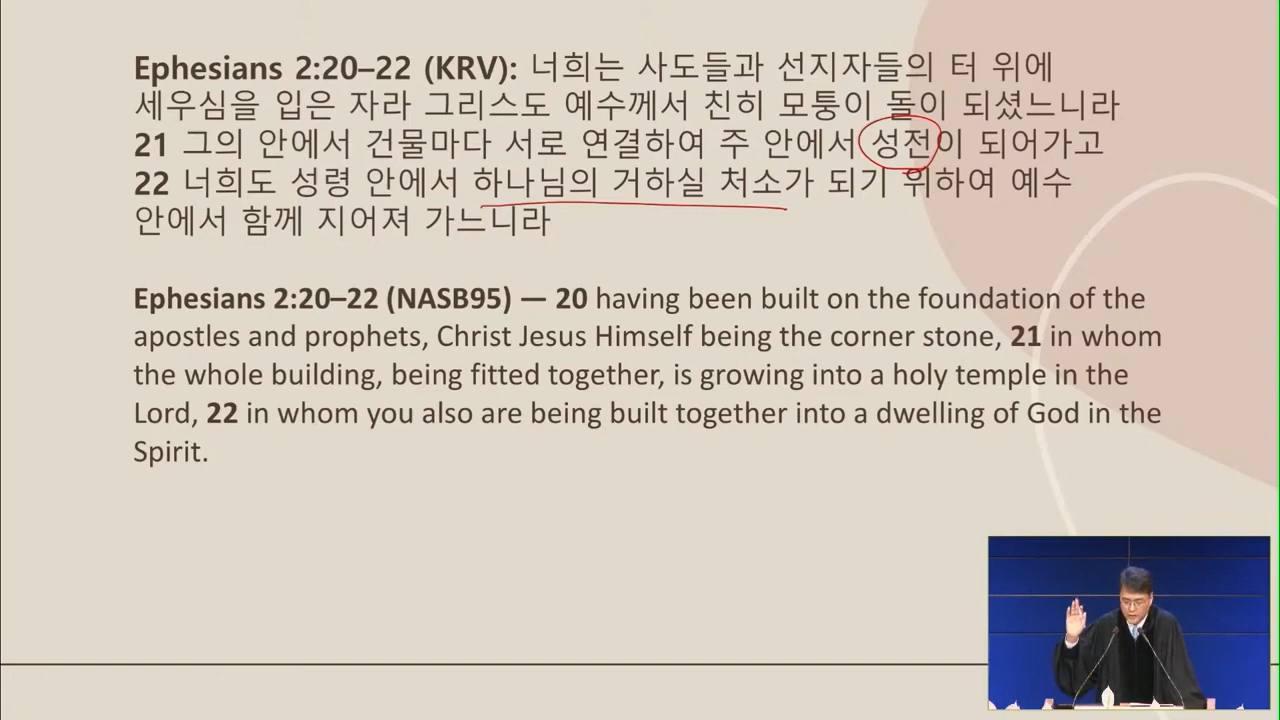 Ephesians 2:20–22 (KRV): 너희는 사도들과 선지자들의 터 위에
세우심을 입은 자라 그리스도 예수께서 친히 모퉁이 돌이 되셨느니라
21 그의 안에서 건물마다 서로 연결하여 주 안에서 성전이 되어가고
22 너희도 성령 안에서 하나님의 거하실 처소가 되기 위하여 예수
안에서 함께 지어져 가느니라
Ephesians 2:20–22 (NASB95) — 20 having been built on the foundation of the
apostles and prophets, Christ Jesus Himself being the corner stone, 21 in whom
the whole building, being fitted together, is growing into a holy temple in the
Lord, 22 in whom you also are being built together into a dwelling of God in the
Spirit.